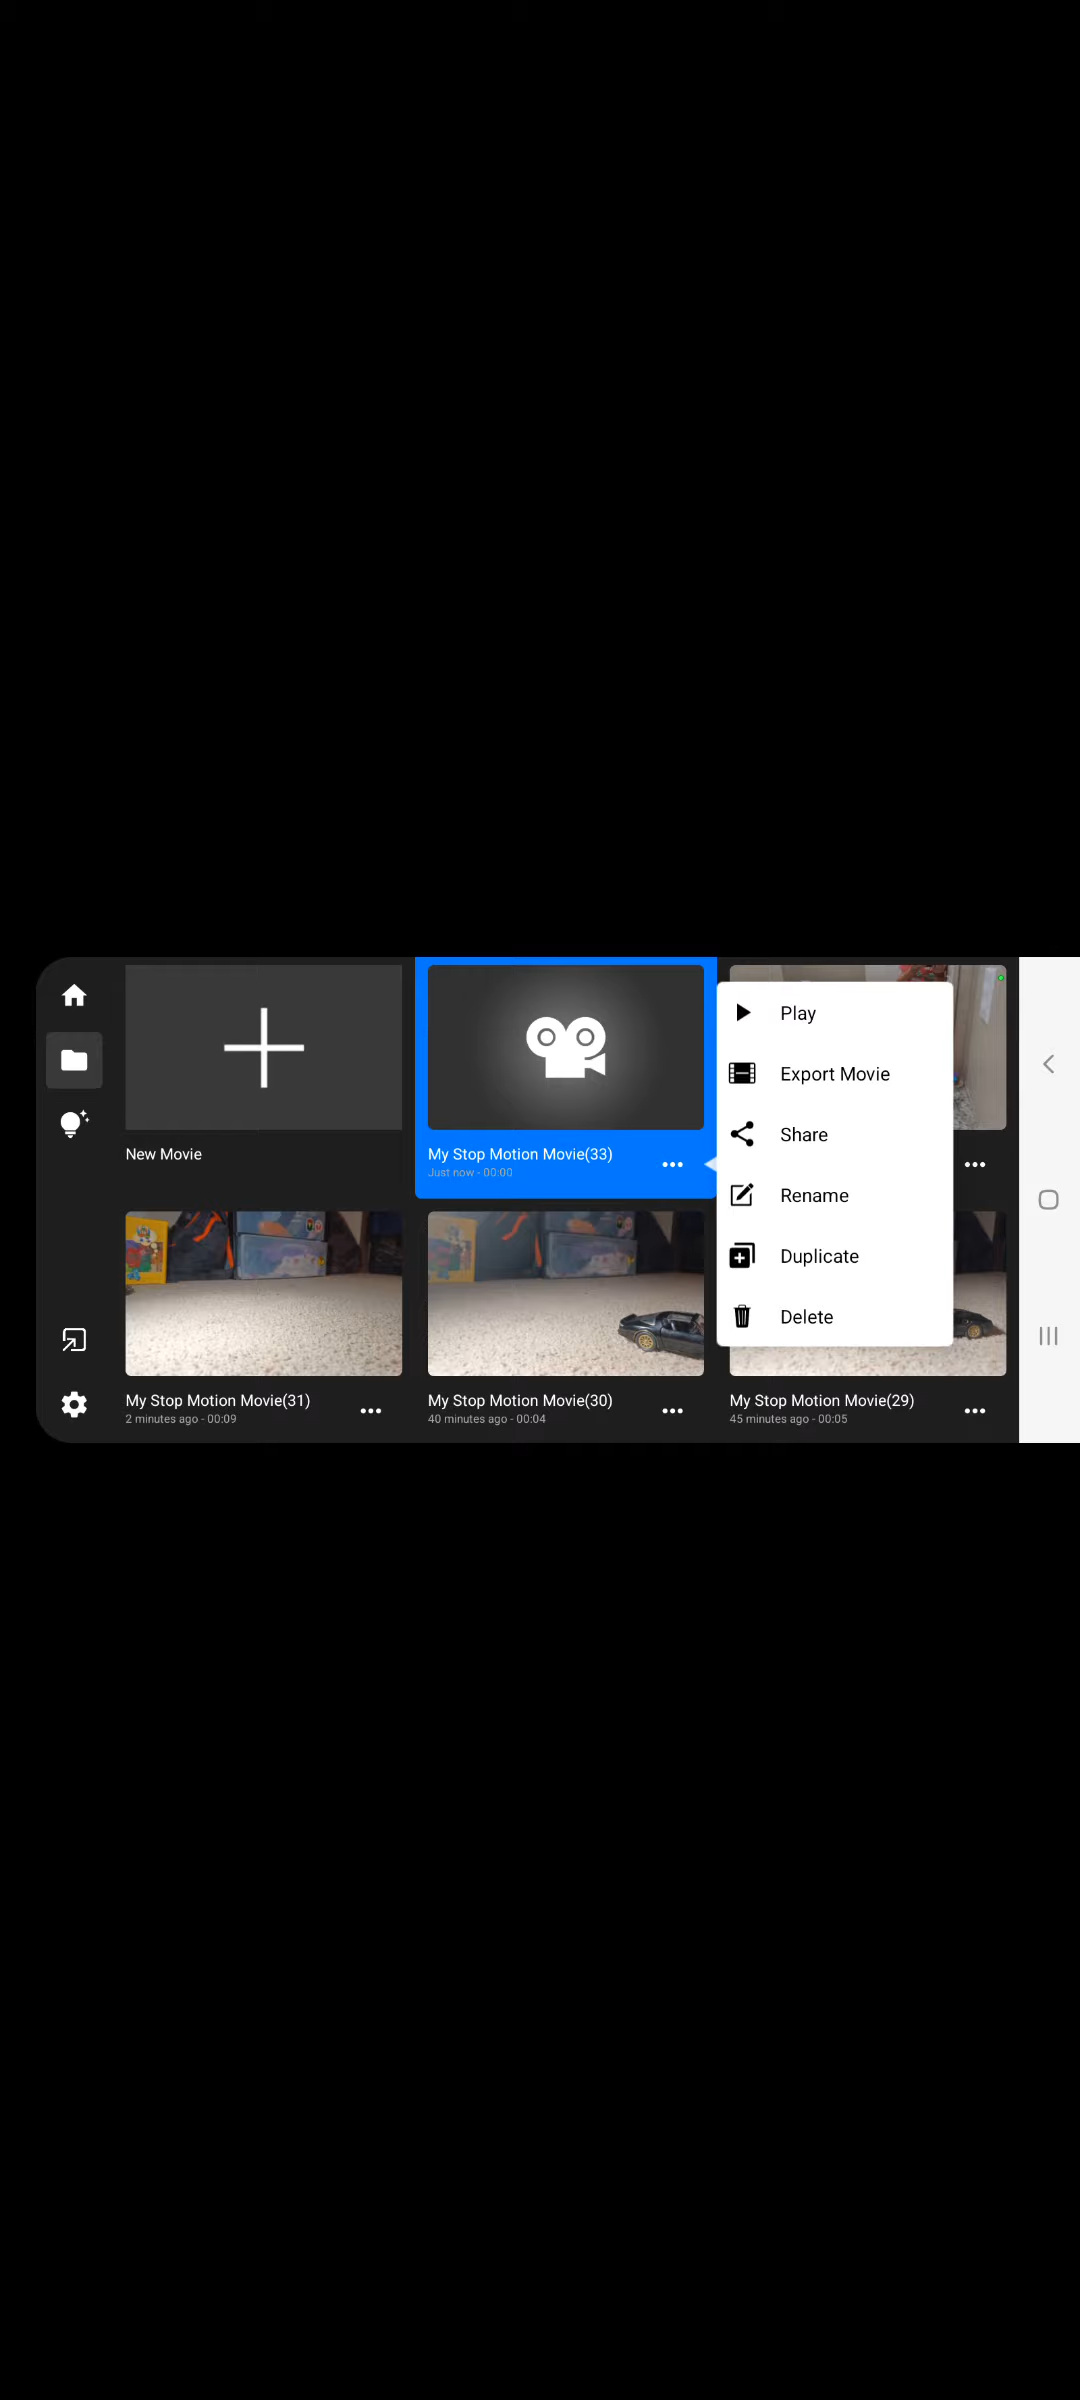 New Movie
My Stop Motion Movie(33)
Just now - 00:00
Play
Export Movie
Share
Rename
Duplicate
Delete
My Stop Motion Movie(31)
2 minutes ago - 00:09
My Stop Motion Movie(30)
40 minutes ago - 00:04
My Stop Motion Movie(29)
45 minutes ago - 00:05